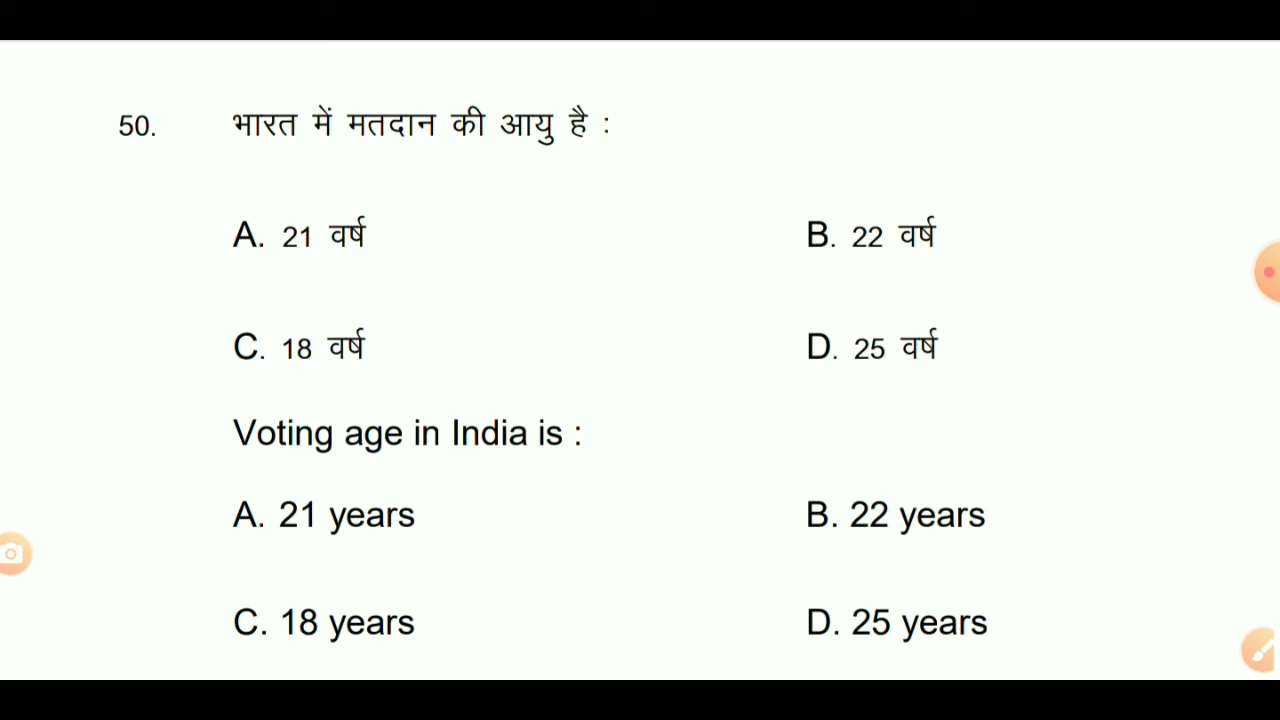 50. भारत में मतदान की आयु है :
A. 21 वर्ष B. 22 वर्ष
C. 18 वर्ष D. 25 वर्ष
Voting age in India is :
A. 21 years B. 22 years
C. 18 years D. 25 years